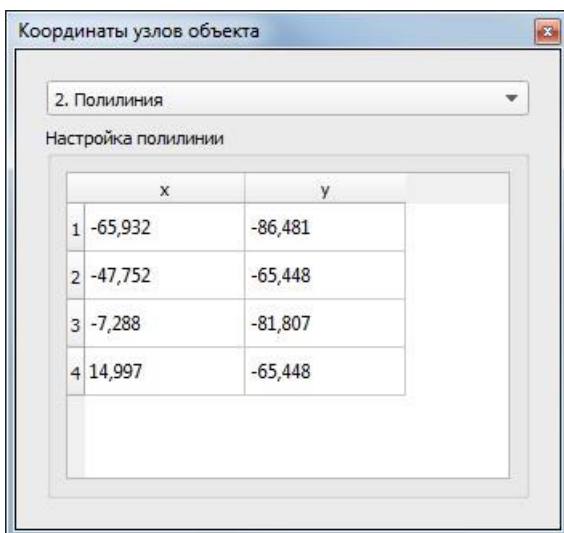 Координаты узлов объекта
2. Полилиния
Настройка полилинии
x y
1 -65,932 -86,481
2 -47,752 -65,448
3 -7,288 -81,807
4 14,997 -65,448